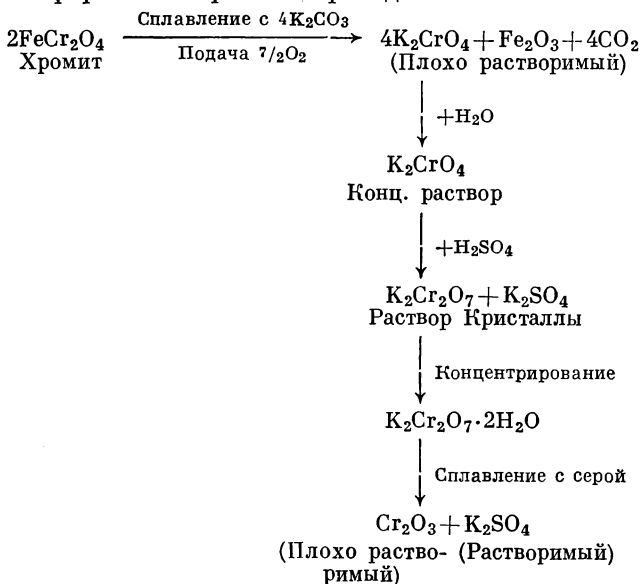 Сплавление с 4K₂CO₃
2FeCr₂O₄ 4K₂CrO₄+Fe₂O₃+4CO₂
Хромит Подача ⁷/₂O₂ (Плохо растворимый)
+H₂O
K₂CrO₄
Конц. раствор
+H₂SO₄
K₂Cr₂O₇+K₂SO₄
Раствор Кристаллы
Концентрирование
K₂Cr₂O₇·2H₂O
Сплавление с серой
Cr₂O₃+K₂SO₄
(Плохо раство- (Растворимый)
римый)